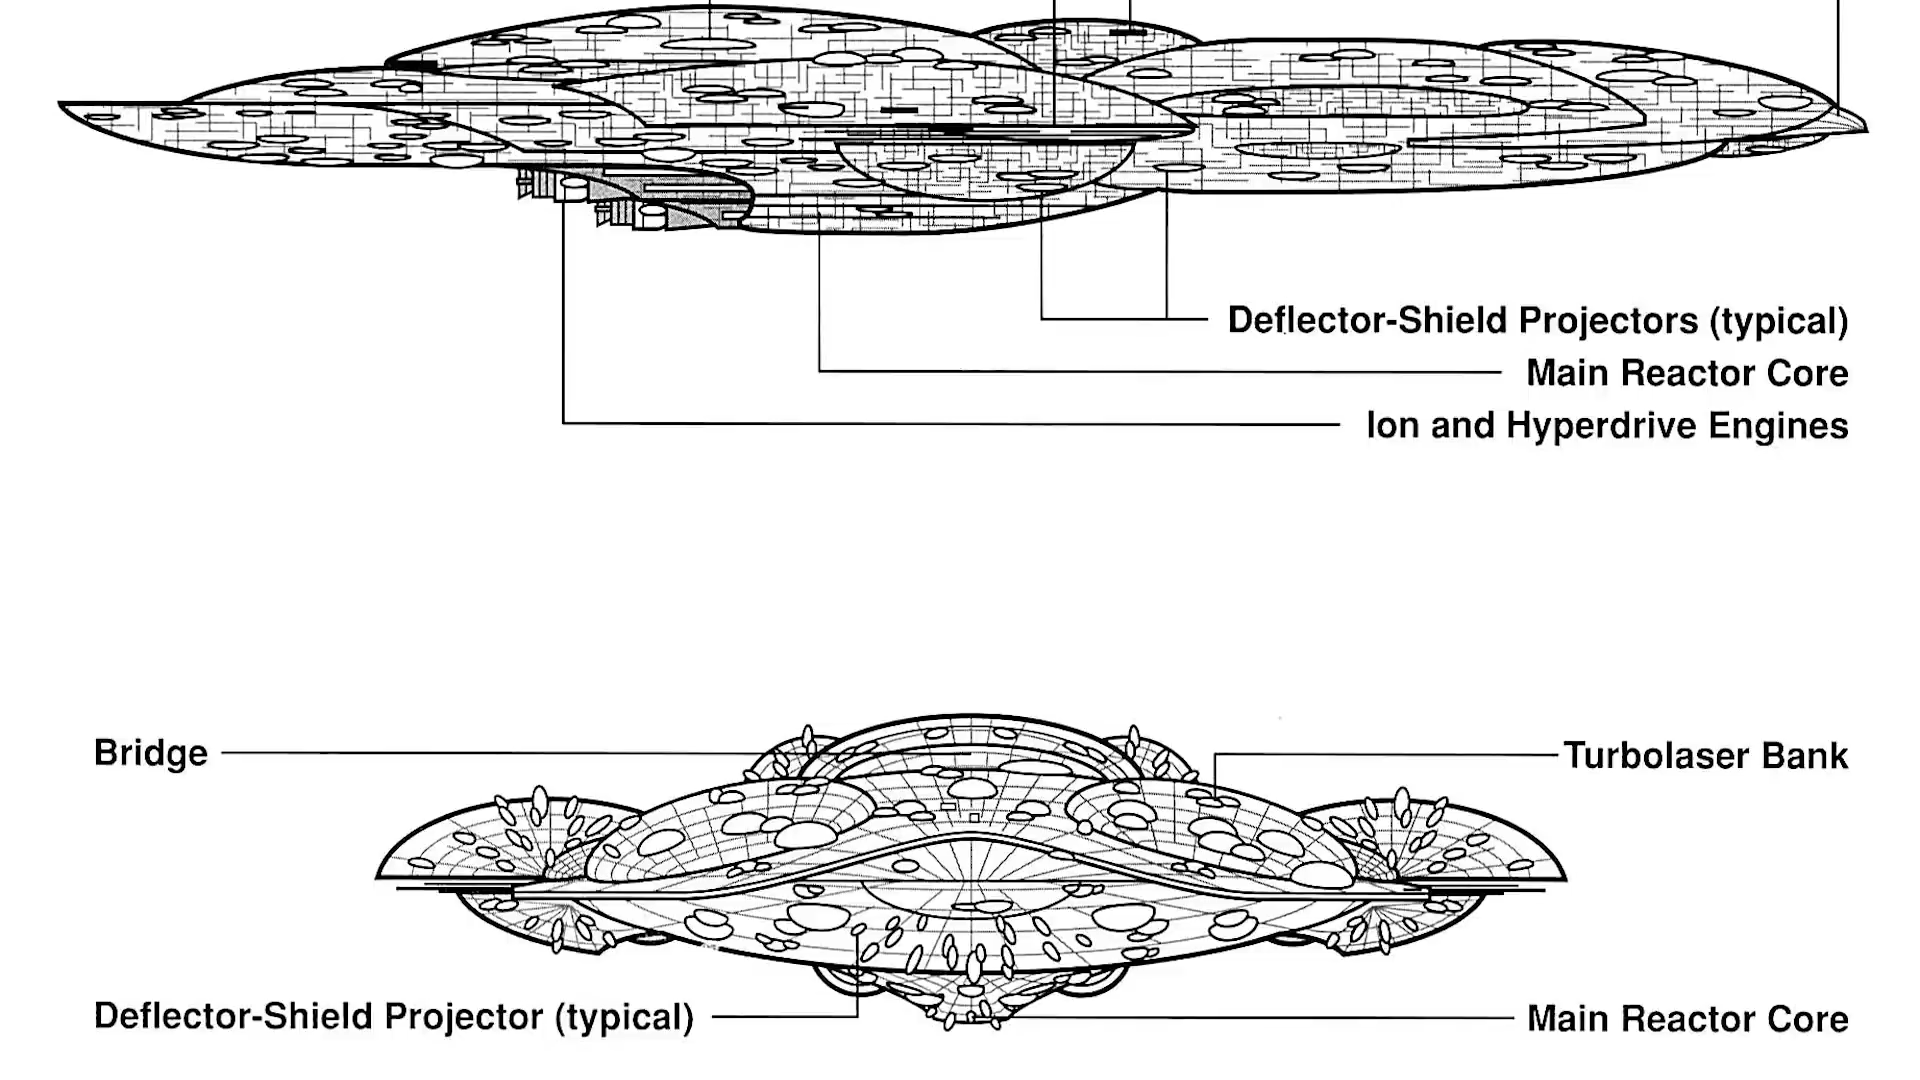 Deflector-Shield Projectors (typical)
Main Reactor Core
Ion and Hyperdrive Engines
Bridge
Turbolaser Bank
Deflector-Shield Projector (typical)
Main Reactor Core